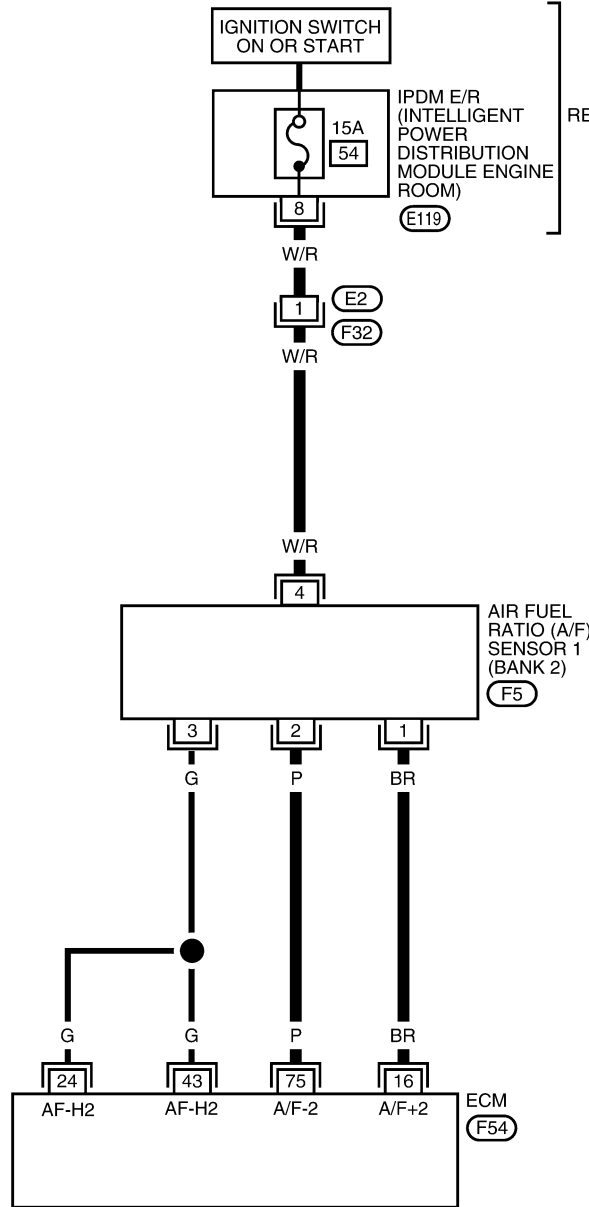 IGNITION SWITCH
ON OR START
IPDM E/R
(INTELLIGENT
POWER
DISTRIBUTION
MODULE ENGINE
ROOM)
RE
15A
54
8
E119
W/R
1
E2
F32
W/R
W/R
4
AIR FUEL
RATIO (A/F)
SENSOR 1
(BANK 2)
F5
3 2 1
G P BR
G G P BR
24 43 75 16
AF-H2 AF-H2 A/F-2 A/F+2
ECM
F54